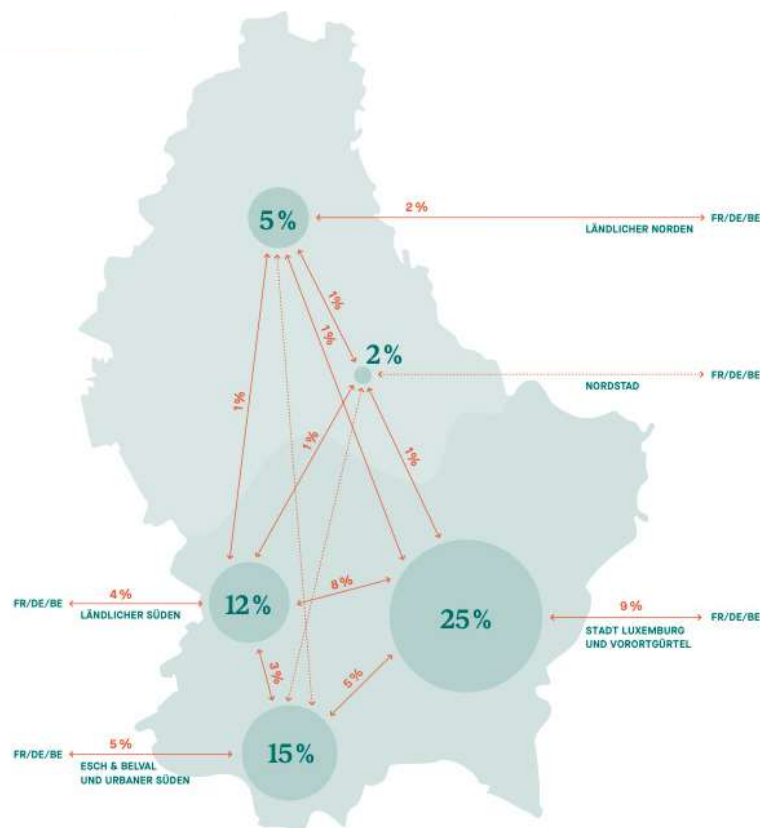 5 %
2 %
FR/DE/BE
LÄNDLICHER NORDEN
1 %
1 %
2 %
NORDSTAD
FR/DE/BE
1 %
1 %
1 %
4 %
FR/DE/BE
LÄNDLICHER SÜDEN
12 %
8 %
25 %
9 %
FR/DE/BE
STADT LUXEMBURG
UND VORORTGÜRTEL
3 %
5 %
5 %
FR/DE/BE
ESCH & BELVAL
UND URBANER SÜDEN
15 %